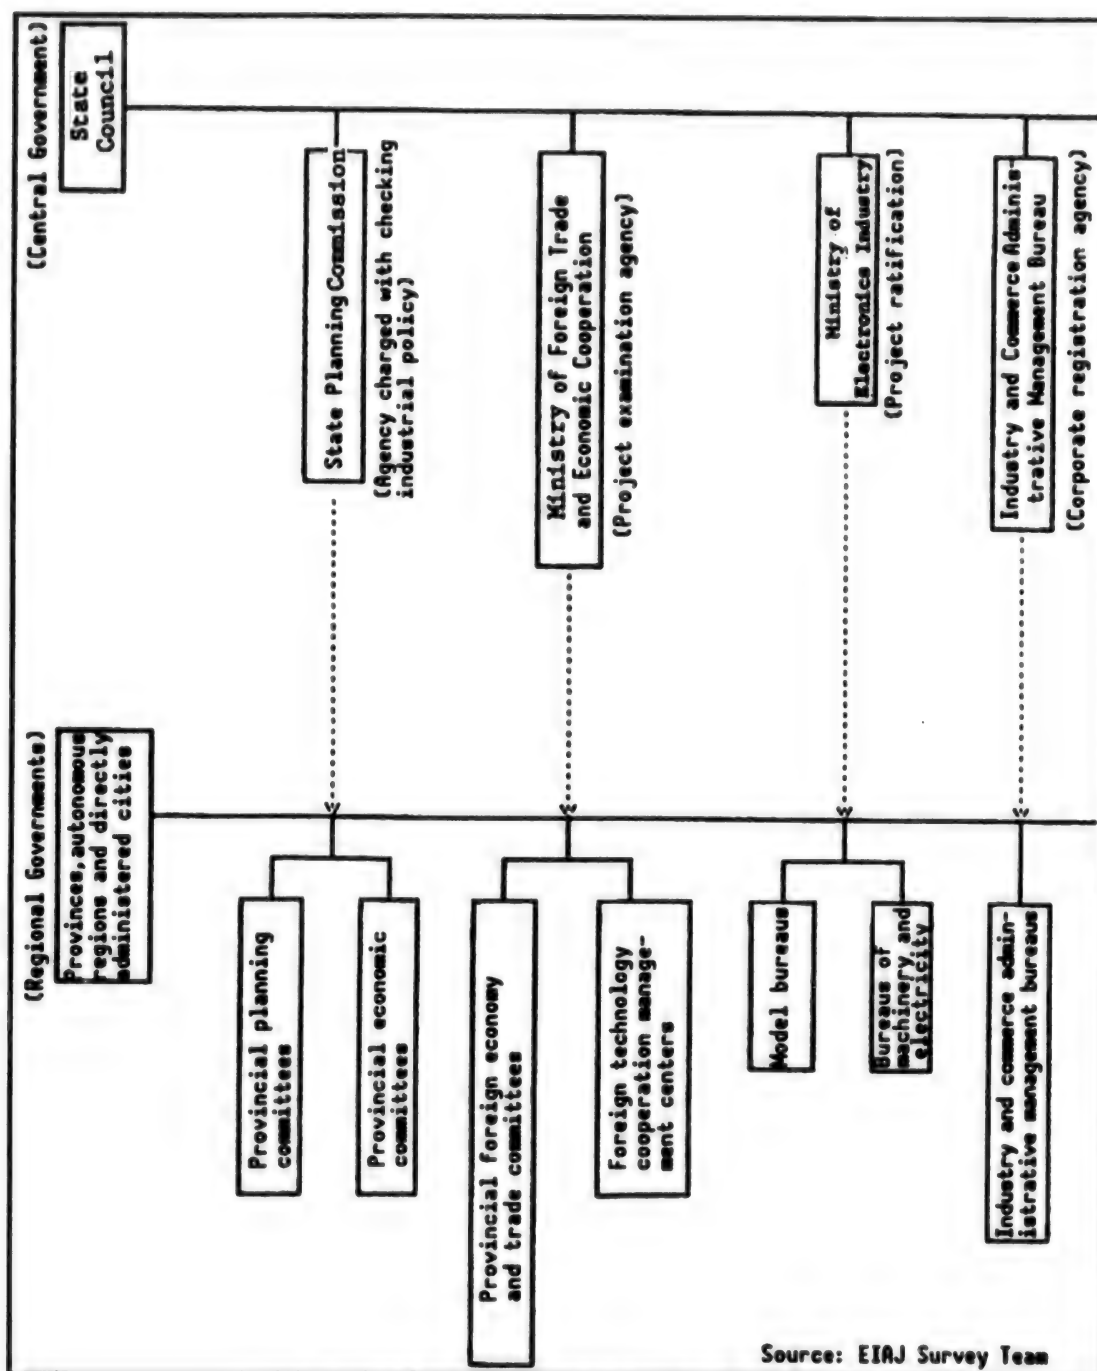 (Central Government)
State
Council
State Planning Commission
(Agency charged with checking
industrial policy)
Ministry of Foreign Trade
and Economic Cooperation
(Project examination agency)
Ministry of
Electronics Industry
(Project ratification)
Industry and Commerce Adminis-
trative Management Bureau
(Corporate registration agency)
(Regional Governments)
Provinces, autonomous
regions and directly
administered cities
Provincial planning
committees
Provincial economic
committees
Provincial foreign economy
and trade committees
Foreign technology
cooperation manage-
ment centers
Model bureaus
Bureaus of
machinery and
electricity
Industry and commerce admin-
istrative management bureaus
Source: EIAJ Survey Team